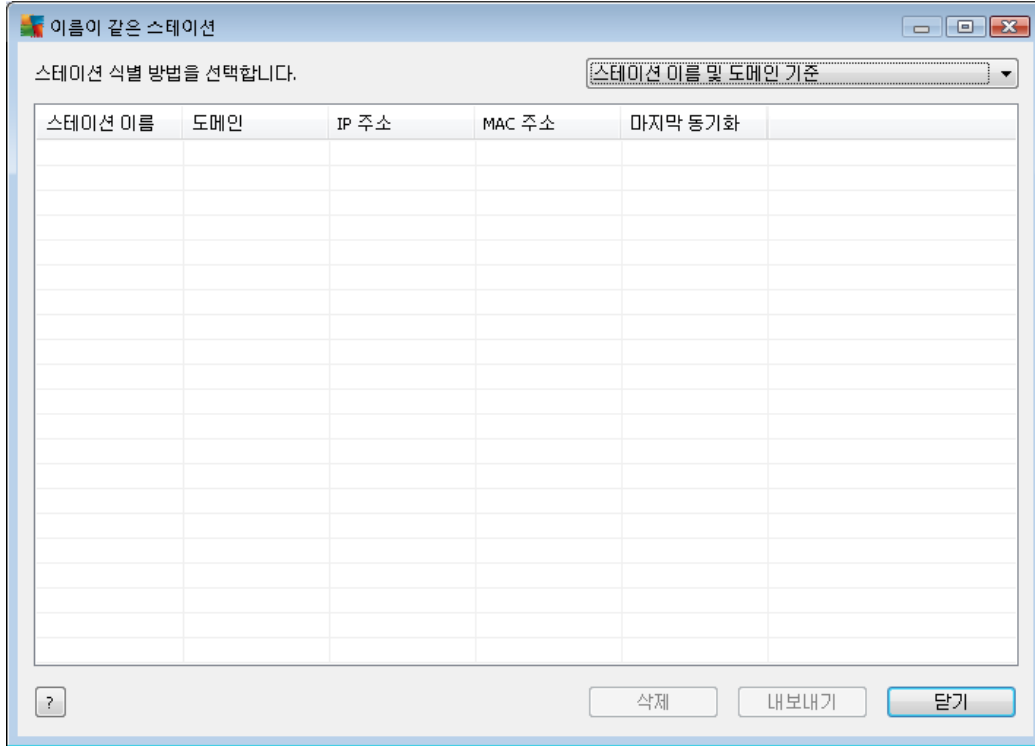 이름이 같은 스테이션
스테이션 식별 방법을 선택합니다.
스테이션 이름 및 도메인 기준
스테이션 이름 도메인 IP 주소 MAC 주소 마지막 동기화
? 삭제 내보내기 닫기